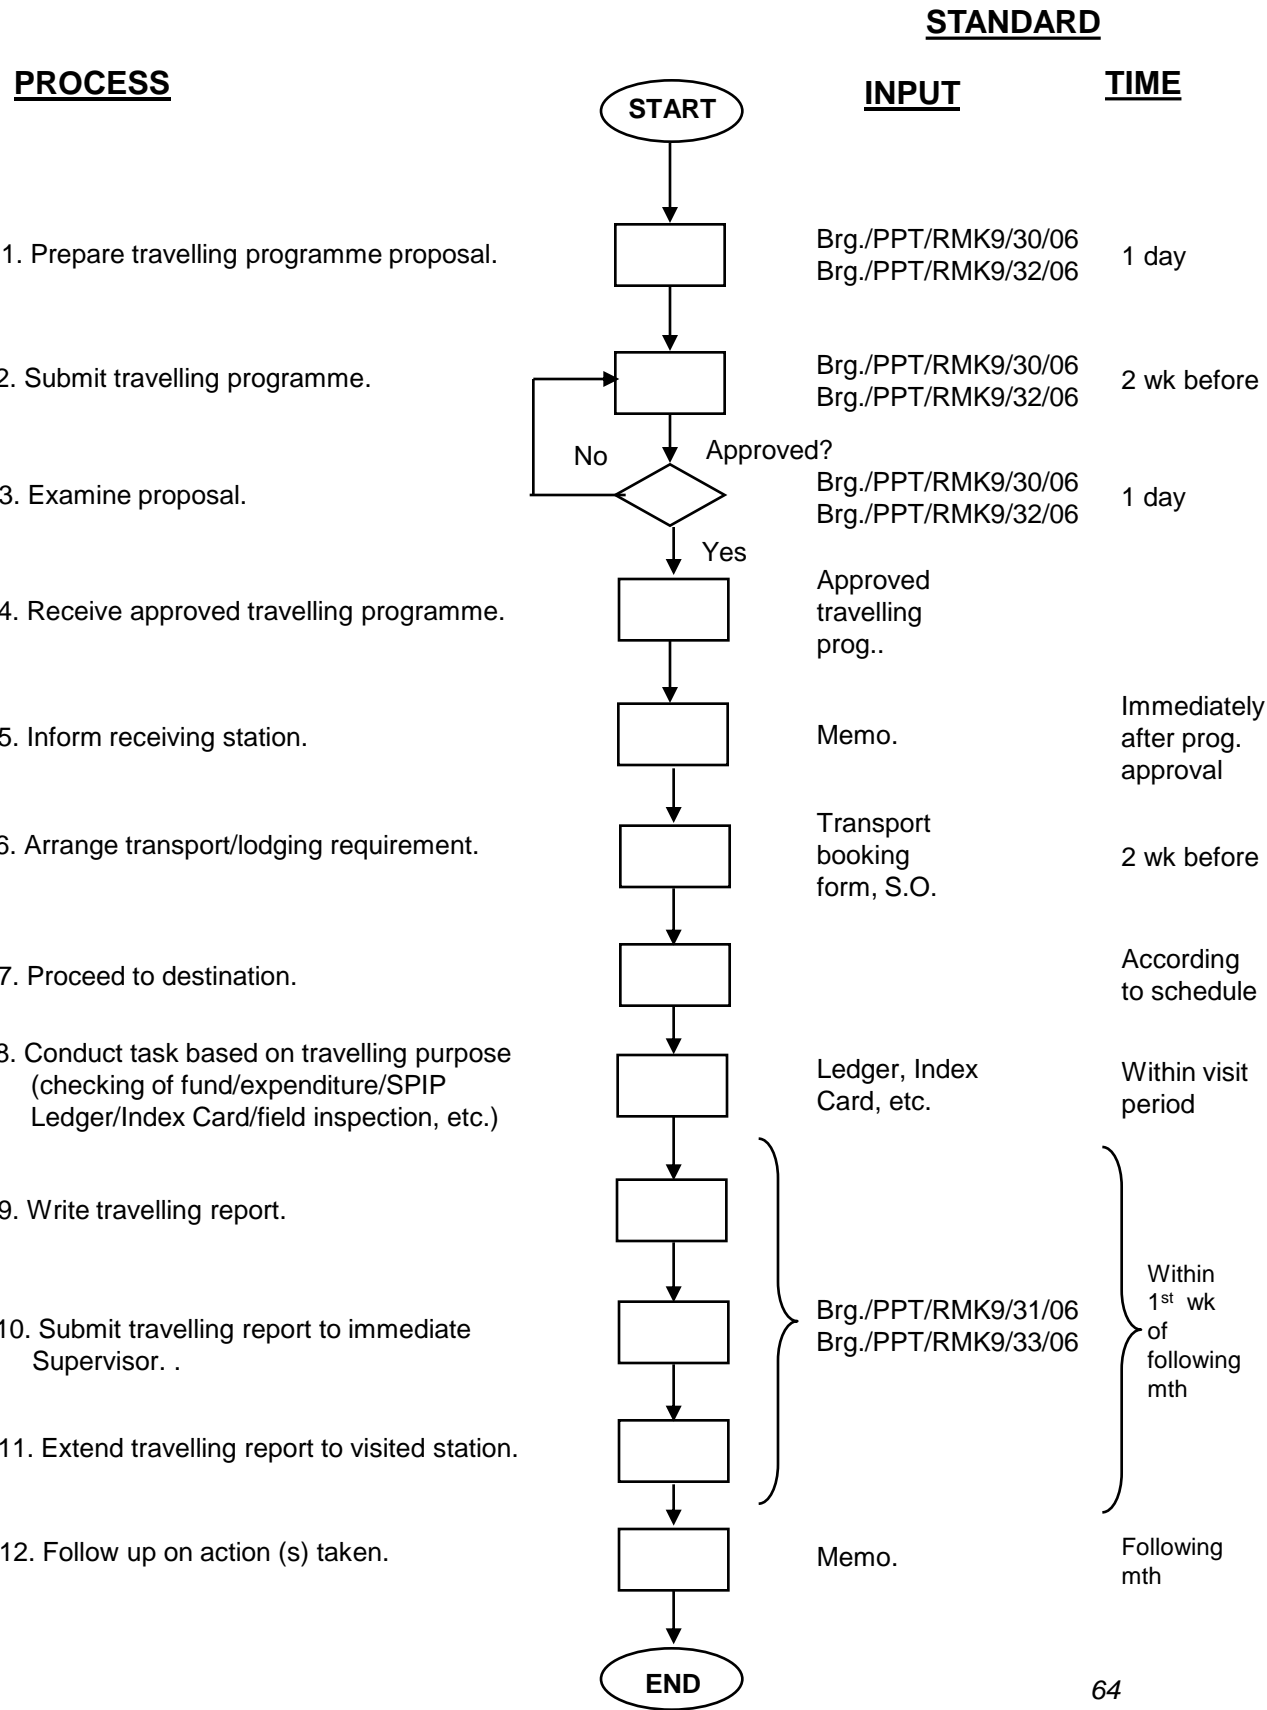 STANDARD
PROCESS
START
INPUT
TIME
1. Prepare travelling programme proposal.
Brg./PPT/RMK9/30/06
Brg./PPT/RMK9/32/06
1 day
2. Submit travelling programme.
Brg./PPT/RMK9/30/06
Brg./PPT/RMK9/32/06
2 wk before
No
Approved?
3. Examine proposal.
Brg./PPT/RMK9/30/06
Brg./PPT/RMK9/32/06
1 day
Yes
4. Receive approved travelling programme.
Approved
travelling
prog..
5. Inform receiving station.
Memo.
Immediately
after prog.
approval
6. Arrange transport/lodging requirement.
Transport
booking
form, S.O.
2 wk before
7. Proceed to destination.
According
to schedule
8. Conduct task based on travelling purpose
(checking of fund/expenditure/SPIP
Ledger/Index Card/field inspection, etc.)
Ledger, Index
Card, etc.
Within visit
period
9. Write travelling report.
10. Submit travelling report to immediate
Supervisor. .
Brg./PPT/RMK9/31/06
Brg./PPT/RMK9/33/06
Within
1st wk
of
following
mth
11. Extend travelling report to visited station.
12. Follow up on action (s) taken.
Memo.
Following
mth
END
64